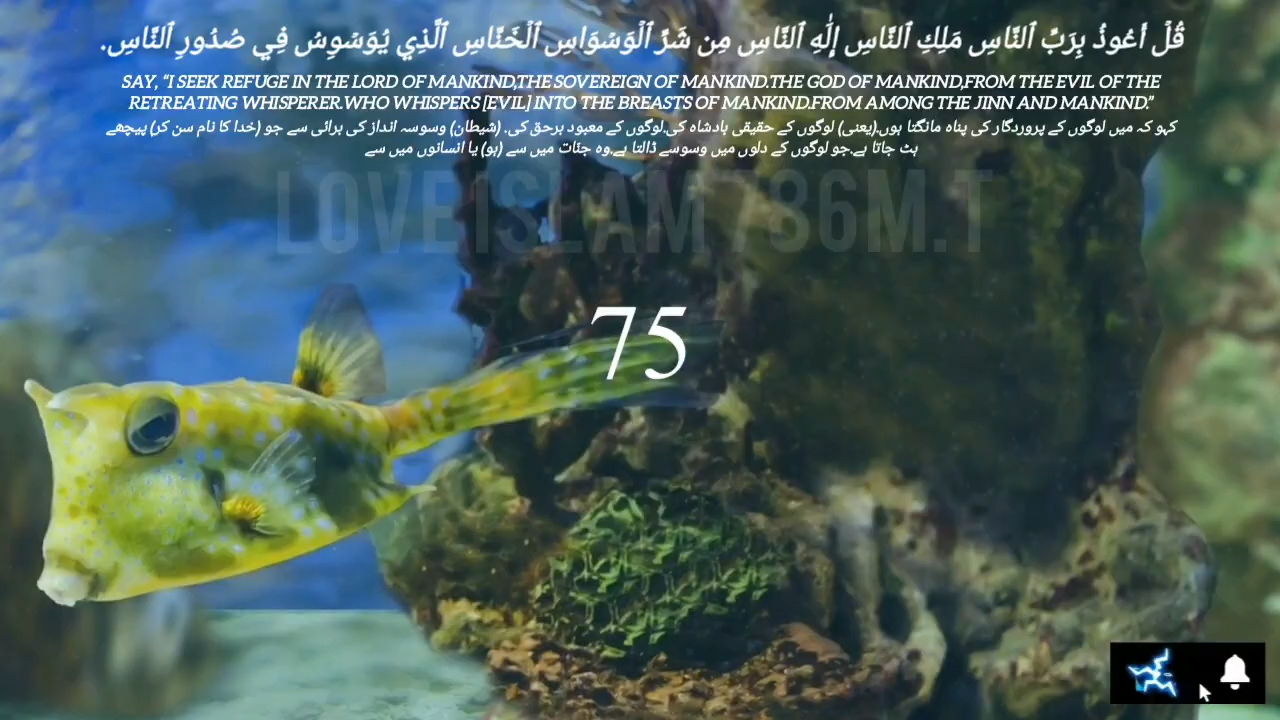 قُلْ أَعُوذُ بِرَبِّ ٱلنَّاسِ مَلِكِ ٱلنَّاسِ إِلَٰهِ ٱلنَّاسِ مِن شَرِّ ٱلْوَسْوَاسِ ٱلْخَنَّاسِ ٱلَّذِي يُوَسْوِسُ فِي صُدُورِ ٱلنَّاسِ.
SAY, “I SEEK REFUGE IN THE LORD OF MANKIND,THE SOVEREIGN OF MANKIND.THE GOD OF MANKIND,FROM THE EVIL OF THE
RETREATING WHISPERER.WHO WHISPERS [EVIL] INTO THE BREASTS OF MANKIND.FROM AMONG THE JINN AND MANKIND.”
کہو کہ میں لوگوں کے پروردگار کی پناہ مانگتا ہوں.(یعنی) لوگوں کے حقیقی بادشاہ کی.لوگوں کے معبود برحق کی. (شیطان) وسوسہ انداز کی برائی سے جو (خدا کا نام سن کر) پیچھے
ہٹ جاتا ہے.جو لوگوں کے دلوں میں وسوسے ڈالتا ہے.وہ جنّات میں سے (ہو) یا انسانوں میں سے
LOVEISLAM786M.T
75